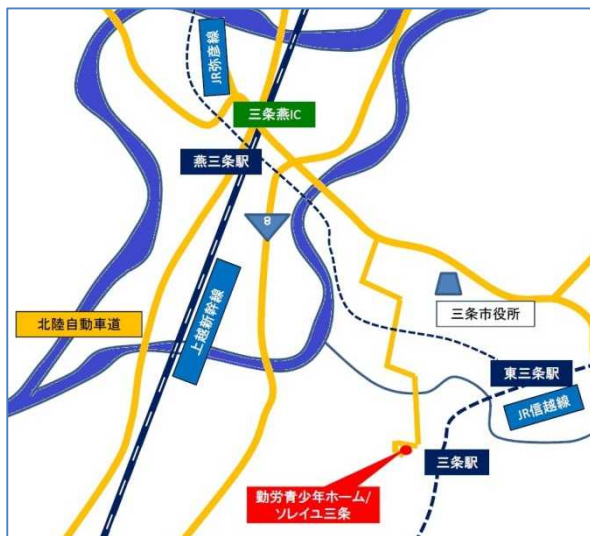 JR弥彦線
三条燕IC
燕三条駅
8
上越新幹線
三条市役所
北陸自動車道
東三条駅
JR信越線
三条駅
勤労青少年ホーム/
ソレイユ三条